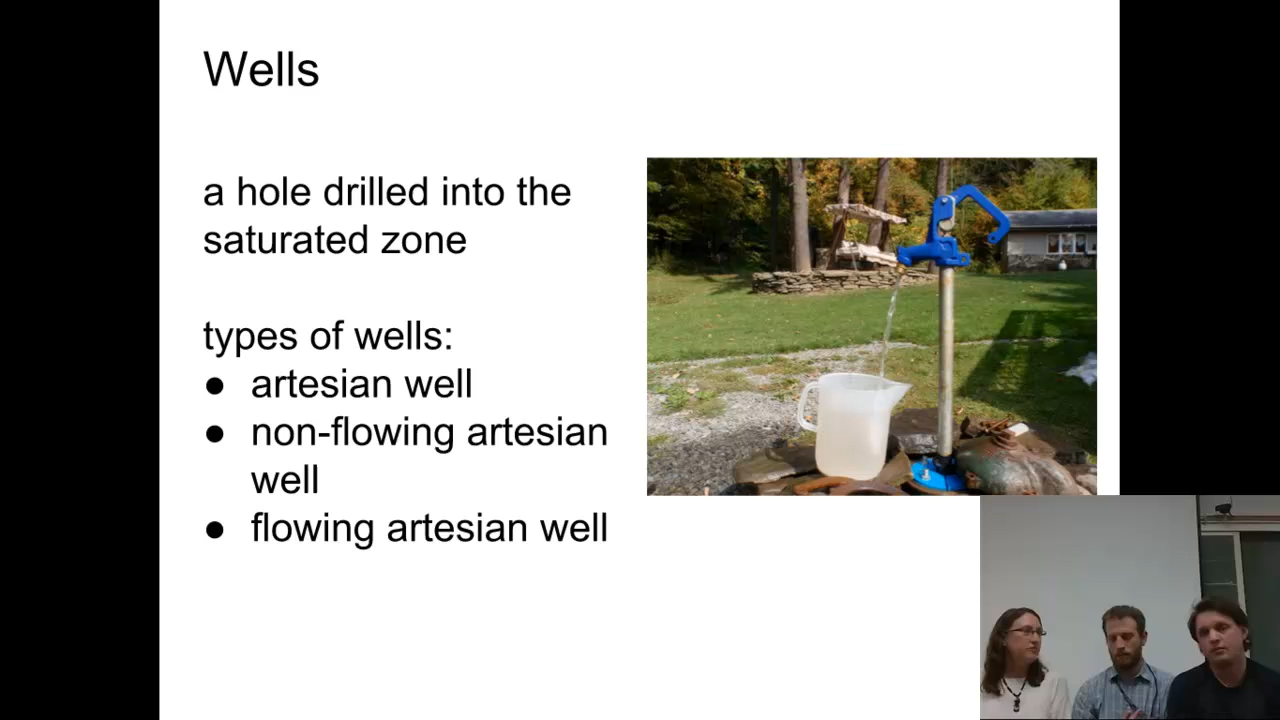 Wells
a hole drilled into the
saturated zone
types of wells:
● artesian well
● non-flowing artesian
well
● flowing artesian well